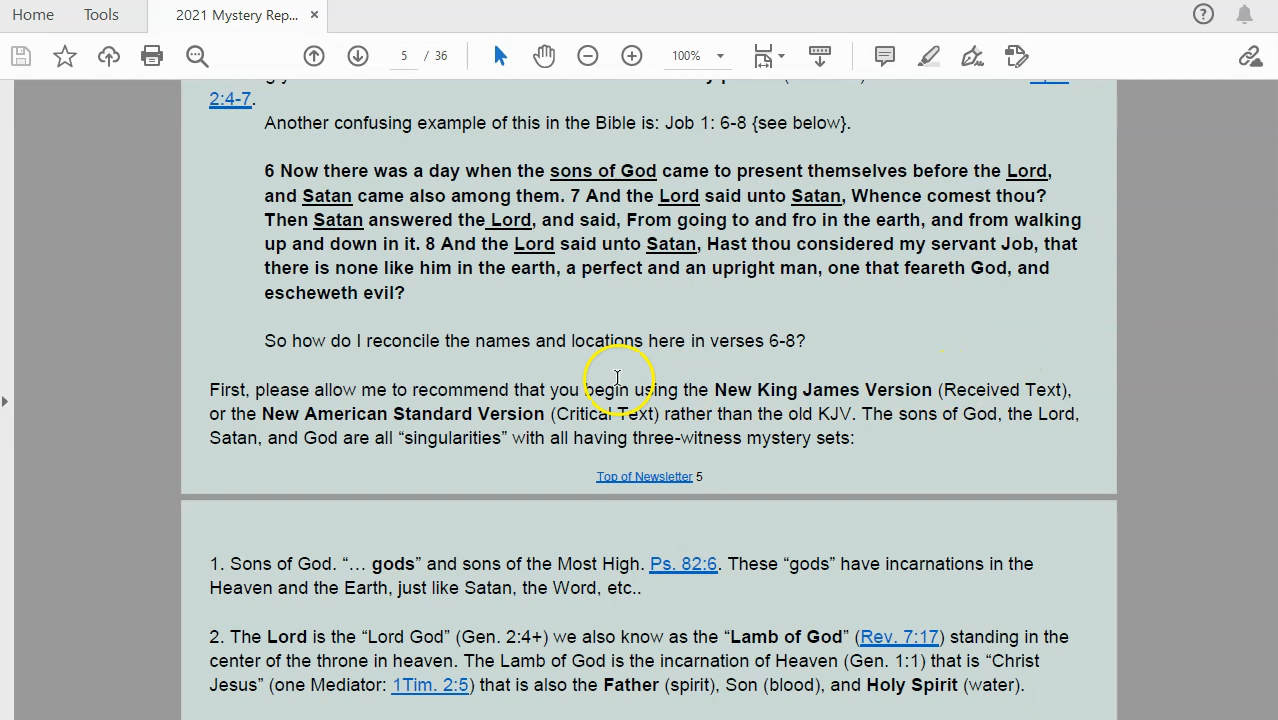 Home Tools 2021 Mystery Rep... ×
5 / 36 100%
2:4-7.
Another confusing example of this in the Bible is: Job 1: 6-8 {see below}.
6 Now there was a day when the sons of God came to present themselves before the Lord,
and Satan came also among them. 7 And the Lord said unto Satan, Whence comest thou?
Then Satan answered the Lord, and said, From going to and fro in the earth, and from walking
up and down in it. 8 And the Lord said unto Satan, Hast thou considered my servant Job, that
there is none like him in the earth, a perfect and an upright man, one that feareth God, and
escheweth evil?
So how do I reconcile the names and locations here in verses 6-8?
First, please allow me to recommend that you begin using the New King James Version (Received Text),
or the New American Standard Version (Critical Text) rather than the old KJV. The sons of God, the Lord,
Satan, and God are all “singularities” with all having three-witness mystery sets:
Top of Newsletter 5
1. Sons of God. “… gods” and sons of the Most High. Ps. 82:6. These “gods” have incarnations in the
Heaven and the Earth, just like Satan, the Word, etc..
2. The Lord is the “Lord God” (Gen. 2:4+) we also know as the “Lamb of God” (Rev. 7:17) standing in the
center of the throne in heaven. The Lamb of God is the incarnation of Heaven (Gen. 1:1) that is “Christ
Jesus” (one Mediator: 1Tim. 2:5) that is also the Father (spirit), Son (blood), and Holy Spirit (water).